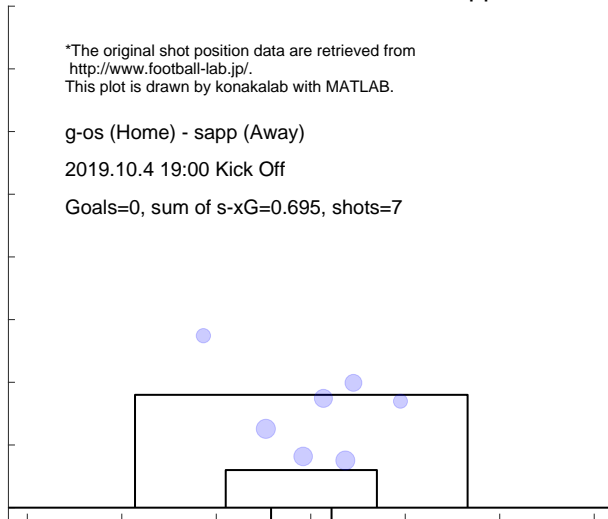 *The original shot position data are retrieved from
http://www.football-lab.jp/.
This plot is drawn by konakalab with MATLAB.
g-os (Home) - sapp (Away)
2019.10.4 19:00 Kick Off
Goals=0, sum of s-xG=0.695, shots=7